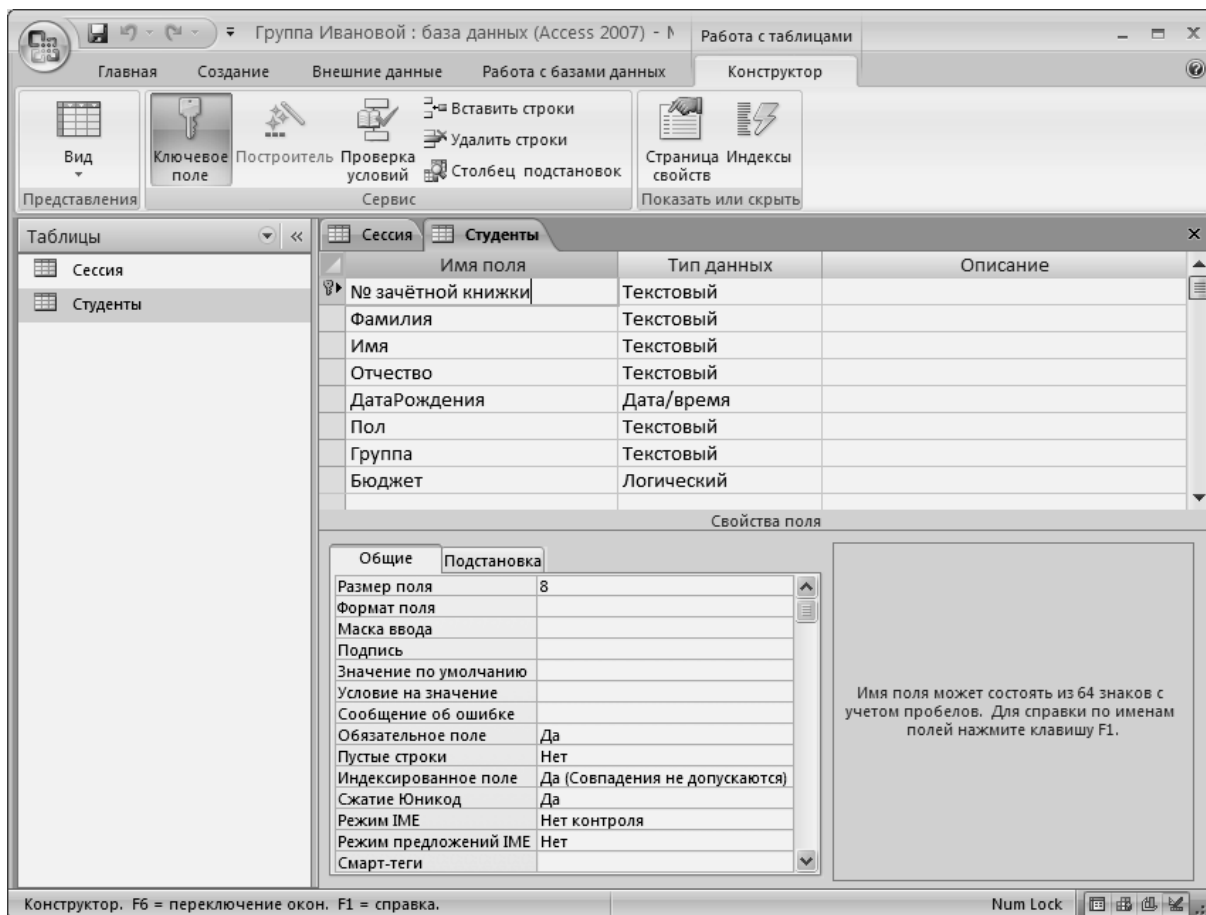 Группа Ивановой : база данных (Access 2007) - М
Работа с таблицами
Главная Создание Внешние данные Работа с базами данных Конструктор
Вид
Представления
Ключевое поле
Построитель
Проверка условий
Вставить строки
Удалить строки
Столбец подстановок
Сервис
Страница свойств
Индексы
Показать или скрыть
Таблицы
Сессия
Студенты
Сессия Студенты
Имя поля Тип данных Описание
№ зачётной книжки Текстовый
Фамилия Текстовый
Имя Текстовый
Отчество Текстовый
ДатаРождения Дата/время
Пол Текстовый
Группа Текстовый
Бюджет Логический
Свойства поля
Общие Подстановка
Размер поля 8
Формат поля
Маска ввода
Подпись
Значение по умолчанию
Условие на значение
Сообщение об ошибке
Обязательное поле Да
Пустые строки Нет
Индексированное поле Да (Совпадения не допускаются)
Сжатие Юникод Да
Режим IME Нет контроля
Режим предложений IME Нет
Смарт-теги
Имя поля может состоять из 64 знаков с
учетом пробелов. Для справки по именам
полей нажмите клавишу F1.
Конструктор. F6 = переключение окон. F1 = справка. Num Lock